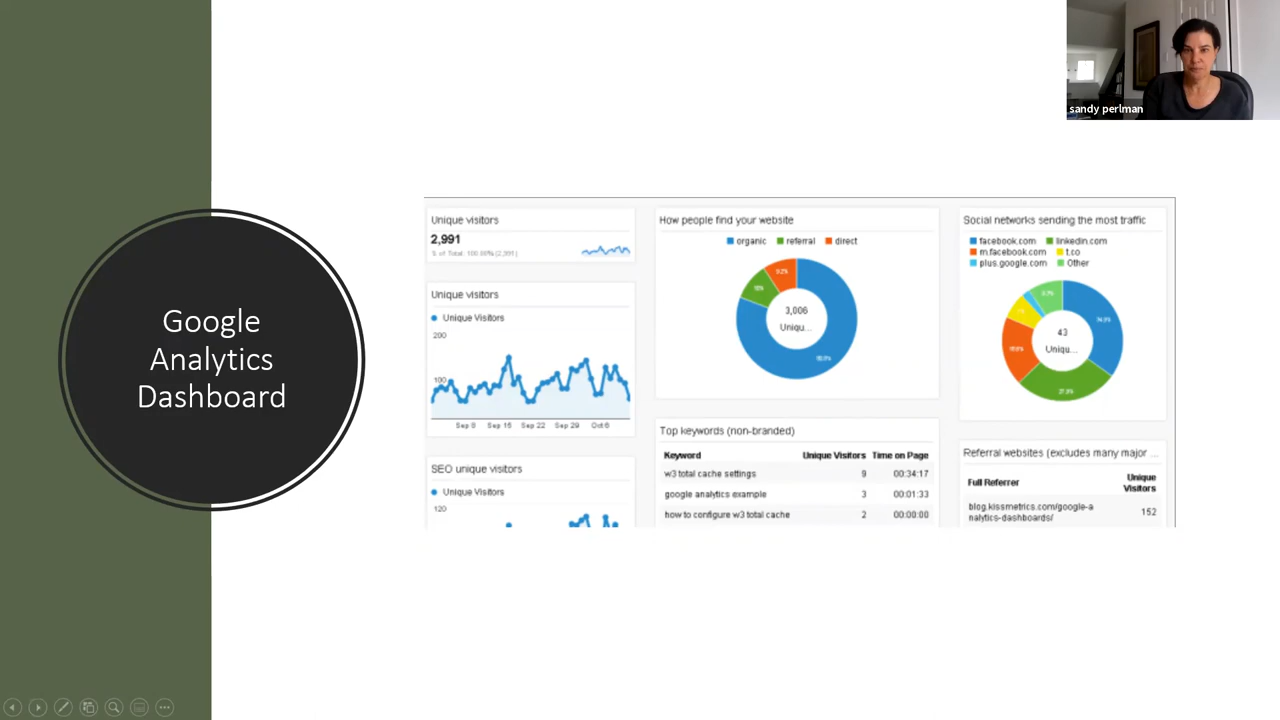 sandy perlman
Google
Analytics
Dashboard
Unique visitors
2,991
Unique visitors
Unique Visitors
200
100
Sep 8
Sep 15
Sep 22
Sep 29
Oct 6
SEO unique visitors
Unique Visitors
120
How people find your website
organic referral direct
9.2%
3,006
Uniqu...
Top keywords (non-branded)
Keyword Unique Visitors Time on Page
w3 total cache settings 9 00:34:17
google analytics example 3 00:01:33
how to configure w3 total cache 2 00:00:00
Social networks sending the most traffic
facebook.com linkedin.com
m.facebook.com t.co
plus.google.com Other
43
Uniqu...
Referral websites (excludes many major ...
Full Referrer Unique
Visitors
blog.kissmetrics.com/google-a
nalytics-dashboards/ 152